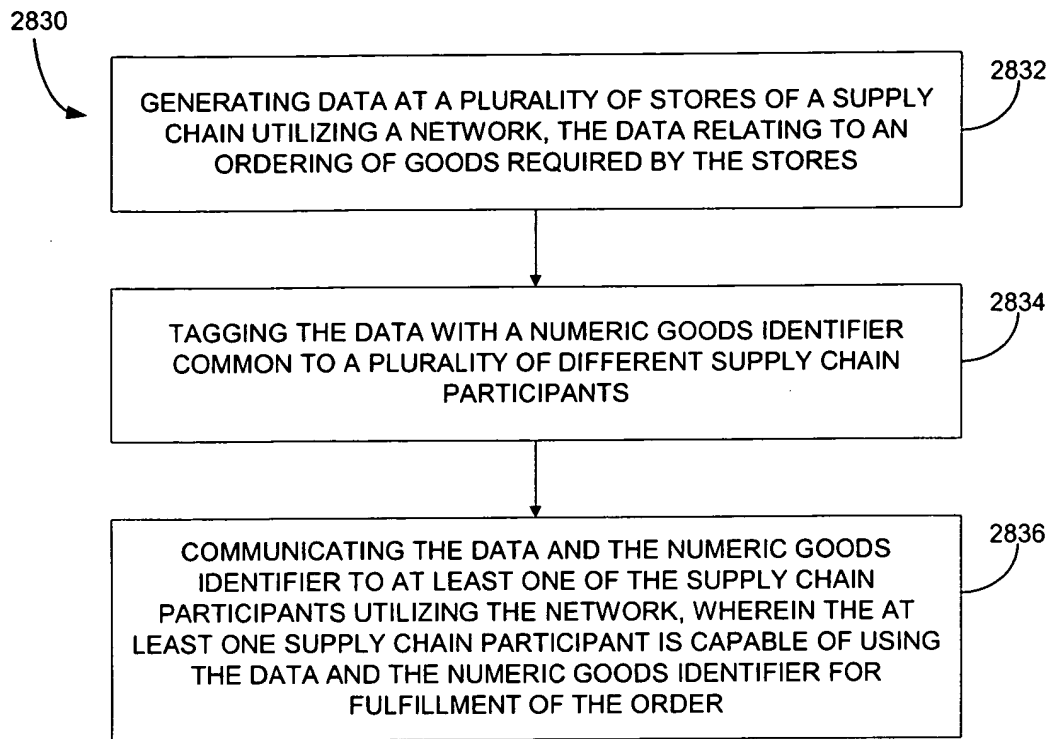 2830
2832
GENERATING DATA AT A PLURALITY OF STORES OF A SUPPLY
CHAIN UTILIZING A NETWORK, THE DATA RELATING TO AN
ORDERING OF GOODS REQUIRED BY THE STORES
2834
TAGGING THE DATA WITH A NUMERIC GOODS IDENTIFIER
COMMON TO A PLURALITY OF DIFFERENT SUPPLY CHAIN
PARTICIPANTS
2836
COMMUNICATING THE DATA AND THE NUMERIC GOODS
IDENTIFIER TO AT LEAST ONE OF THE SUPPLY CHAIN
PARTICIPANTS UTILIZING THE NETWORK, WHEREIN THE AT
LEAST ONE SUPPLY CHAIN PARTICIPANT IS CAPABLE OF USING
THE DATA AND THE NUMERIC GOODS IDENTIFIER FOR
FULFILLMENT OF THE ORDER